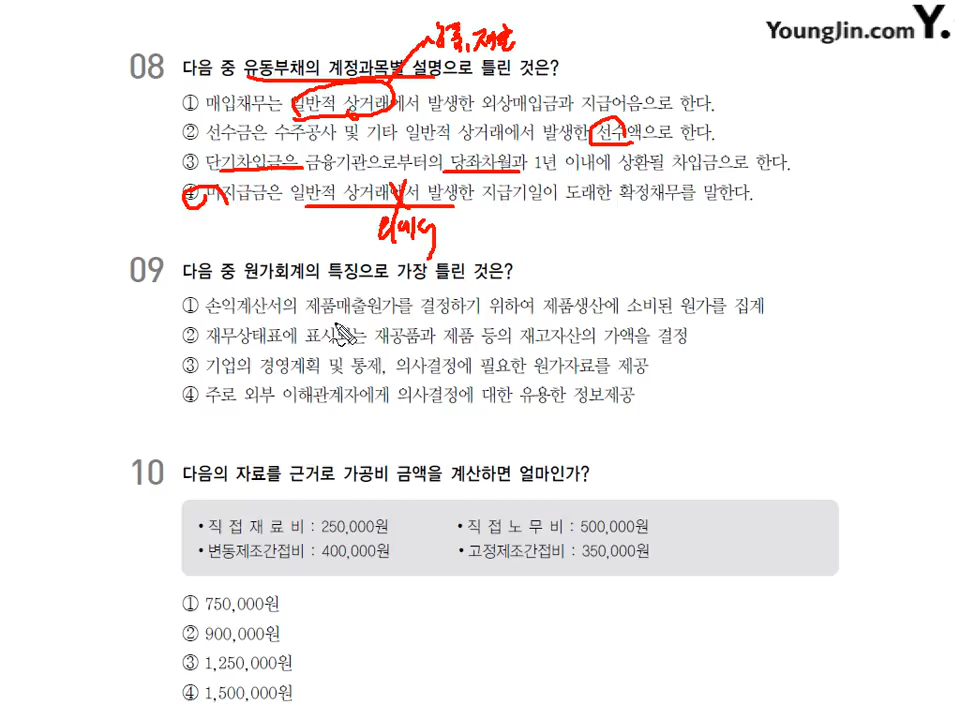 YoungJin.com Y.
상품, 재료
08 다음 중 유동부채의 계정과목별 설명으로 틀린 것은?
① 매입채무는 일반적 상거래에서 발생한 외상매입금과 지급어음으로 한다.
② 선수금은 수주공사 및 기타 일반적 상거래에서 발생한 선수액으로 한다.
③ 단기차입금은 금융기관으로부터의 당좌차월과 1년 이내에 상환될 차입금으로 한다.
④ 미지급금은 일반적 상거래에서 발생한 지급기일이 도래한 확정채무를 말한다.
09 다음 중 원가회계의 특징으로 가장 틀린 것은?
① 손익계산서의 제품매출원가를 결정하기 위하여 제품생산에 소비된 원가를 집계
② 재무상태표에 표시되는 재공품과 제품 등의 재고자산의 가액을 결정
③ 기업의 경영계획 및 통제, 의사결정에 필요한 원가자료를 제공
④ 주로 외부 이해관계자에게 의사결정에 대한 유용한 정보제공
10 다음의 자료를 근거로 가공비 금액을 계산하면 얼마인가?
• 직 접 재 료 비 : 250,000원 • 직 접 노 무 비 : 500,000원
• 변동제조간접비 : 400,000원 • 고정제조간접비 : 350,000원
① 750,000원
② 900,000원
③ 1,250,000원
④ 1,500,000원